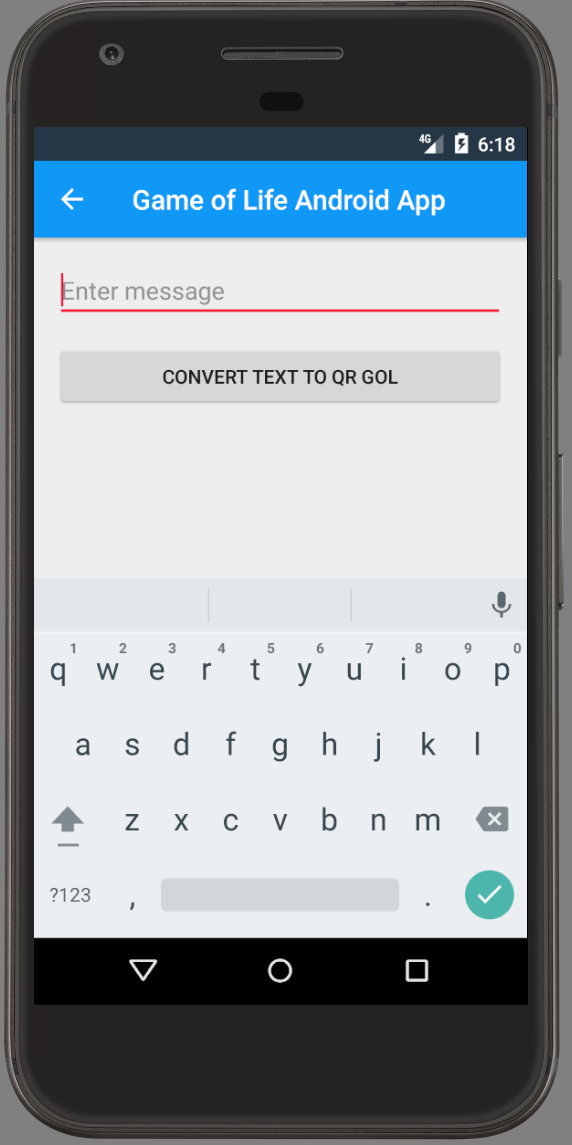 4G 6:18
Game of Life Android App
Enter message
CONVERT TEXT TO QR GOL
1 2 3 4 5 6 7 8 9 0
q w e r t y u i o p
a s d f g h j k l
z x c v b n m
?123 , .